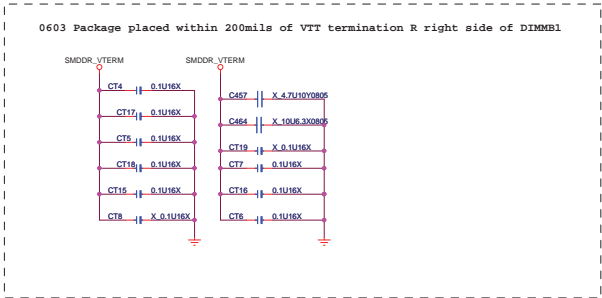 0603 Package placed within 200mils of VTT termination R right side of DIMMB1
SMDDR_VTERM
CT4 0.1U16X
CT17 0.1U16X
CT5 0.1U16X
CT18 0.1U16X
CT15 0.1U16X
CT8 X_0.1U16X
SMDDR_VTERM
C457 X_4.7U10Y0805
C464 X_10U6.3X0805
CT19 X_0.1U16X
CT7 0.1U16X
CT16 0.1U16X
CT6 0.1U16X